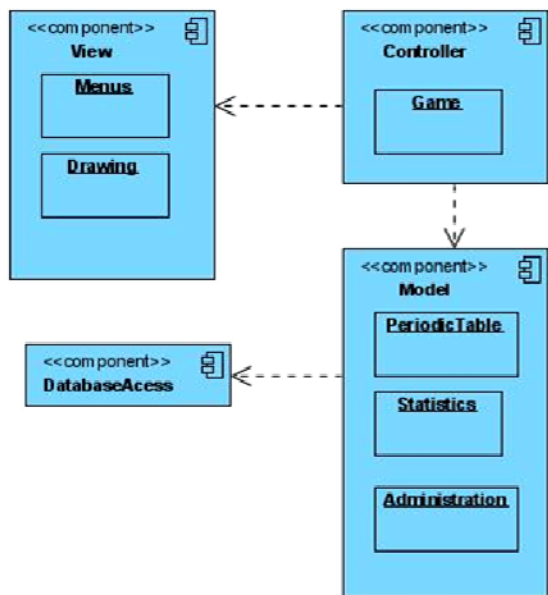 <<component>>
View
Menus
Drawing
<<component>>
Controller
Game
<<component>>
Model
PeriodicTable
Statistics
Administration
<<component>>
DatabaseAcess